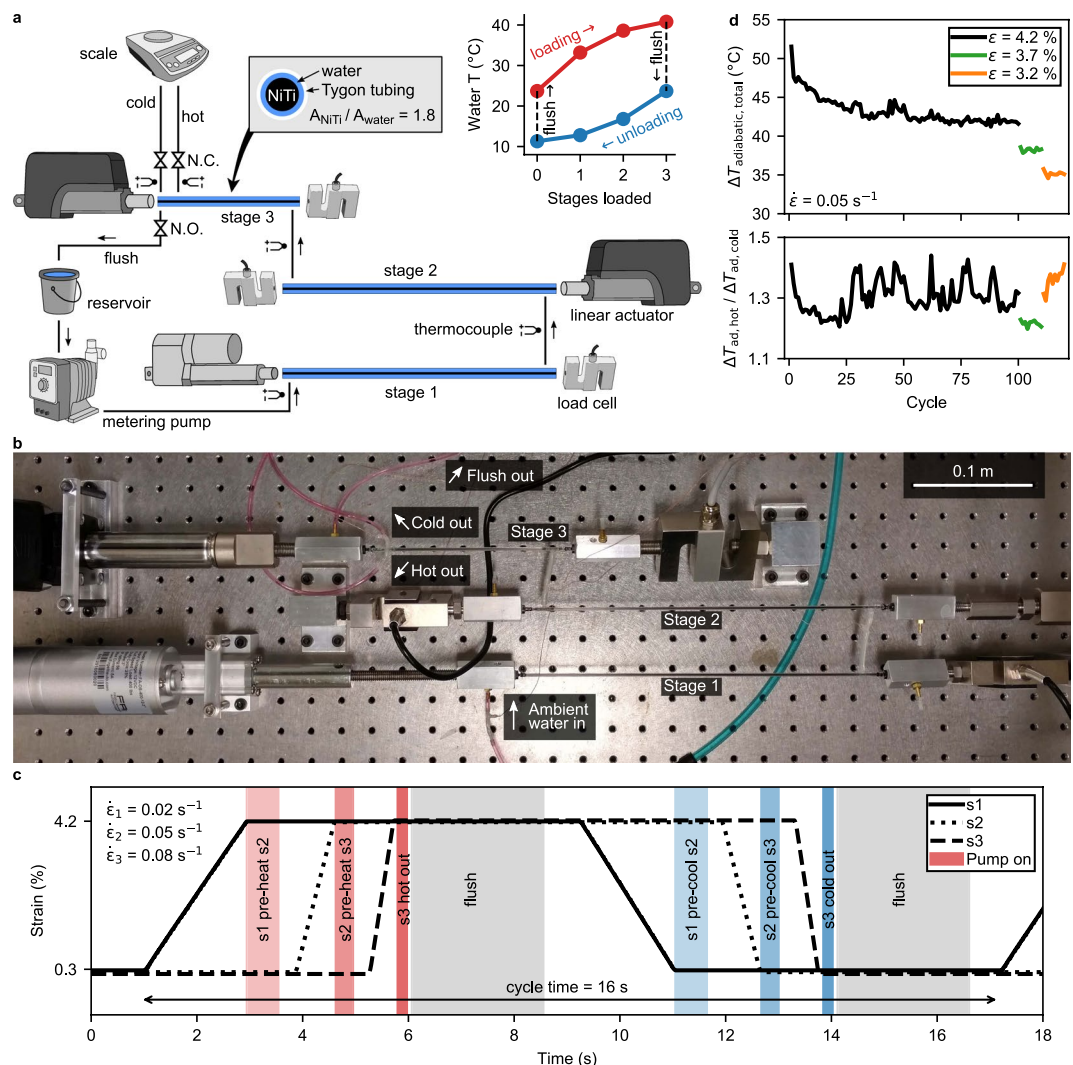 a
scale
cold
hot
N.C.
N.O.
flush
reservoir
metering pump
NiTi
water
Tygon tubing
A_NiTi / A_water = 1.8
stage 3
stage 2
linear actuator
thermocouple
stage 1
load cell
Water T (°C)
40
30
20
10
loading →
flush →
← flush
← unloading
0 1 2 3
Stages loaded
d
ΔT_adiabatic, total (°C)
55
50
45
40
35
30
ε = 4.2 %
ε = 3.7 %
ε = 3.2 %
ε̇ = 0.05 s⁻¹
ΔT_ad, hot / ΔT_ad, cold
1.5
1.3
1.1
0 25 50 75 100
Cycle
b
Flush out
0.1 m
Cold out
Stage 3
Hot out
Stage 2
Stage 1
Ambient
water in
c
ε̇₁ = 0.02 s⁻¹
ε̇₂ = 0.05 s⁻¹
ε̇₃ = 0.08 s⁻¹
Strain (%)
4.2
0.3
s1 pre-heat s2
s2 pre-heat s3
s3 hot out
flush
s1 pre-cool s2
s2 pre-cool s3
s3 cold out
flush
s1
s2
s3
Pump on
cycle time = 16 s
0 2 4 6 8 10 12 14 16 18
Time (s)